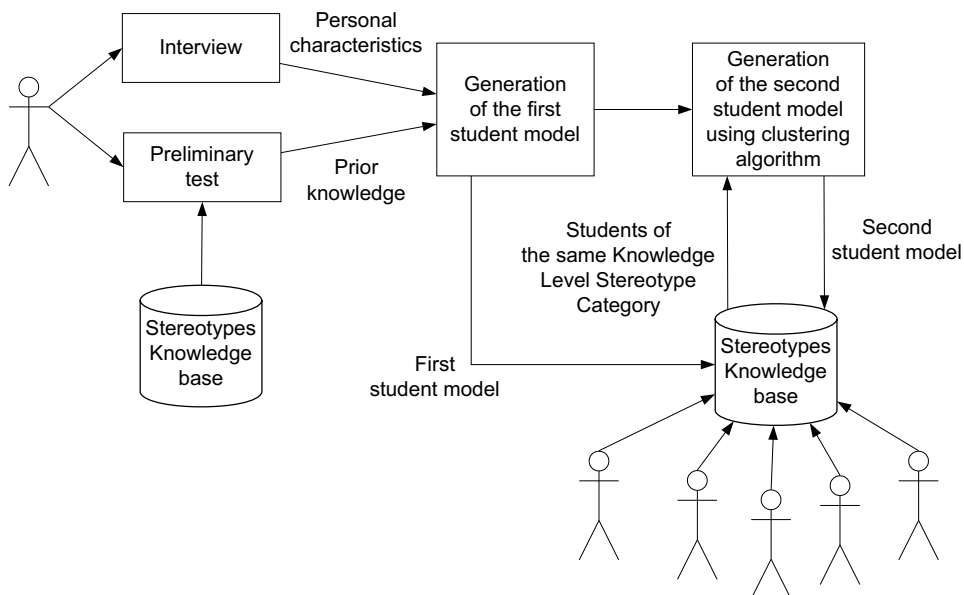 Interview
Personal
characteristics
Generation
of the first
student model
Generation
of the second
student model
using clustering
algorithm
Preliminary
test
Prior
knowledge
Students of
the same Knowledge
Level Stereotype
Category
Second
student model
Stereotypes
Knowledge
base
First
student model
Stereotypes
Knowledge
base